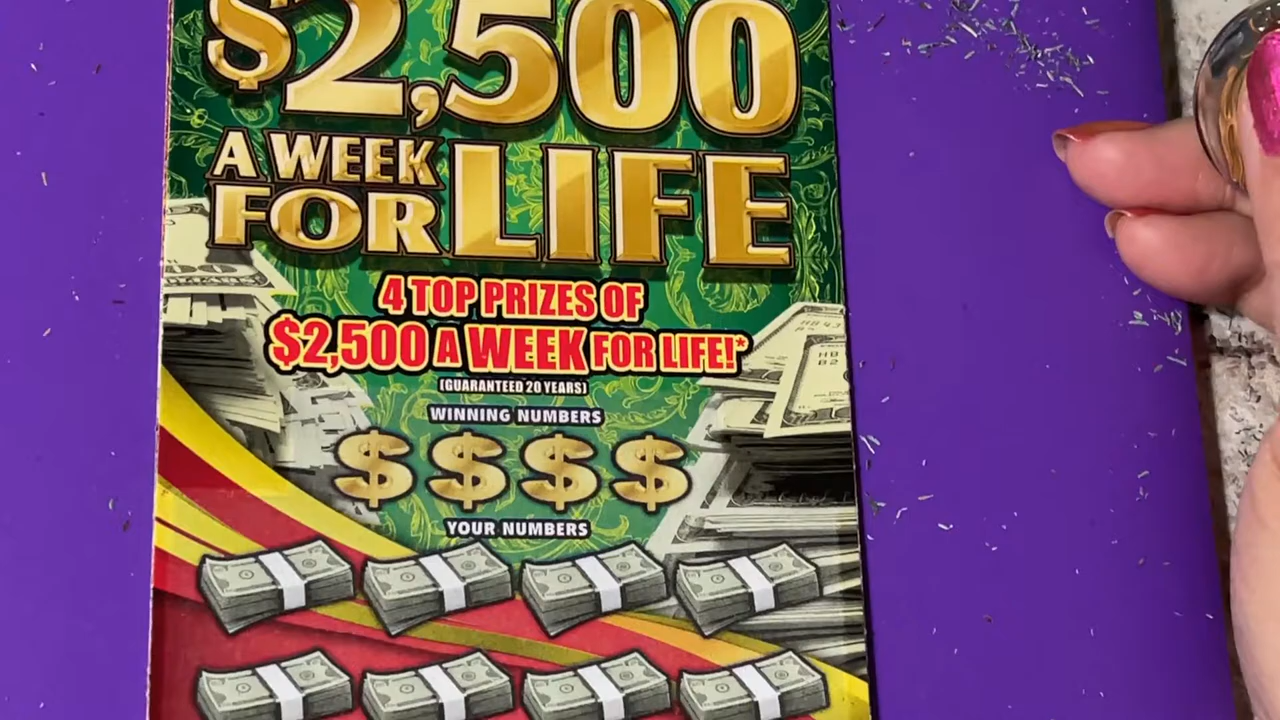 $2,500
A WEEK
FOR LIFE
4 TOP PRIZES OF
$2,500 A WEEK FOR LIFE!*
(GUARANTEED 20 YEARS)
WINNING NUMBERS
$ $ $ $
YOUR NUMBERS